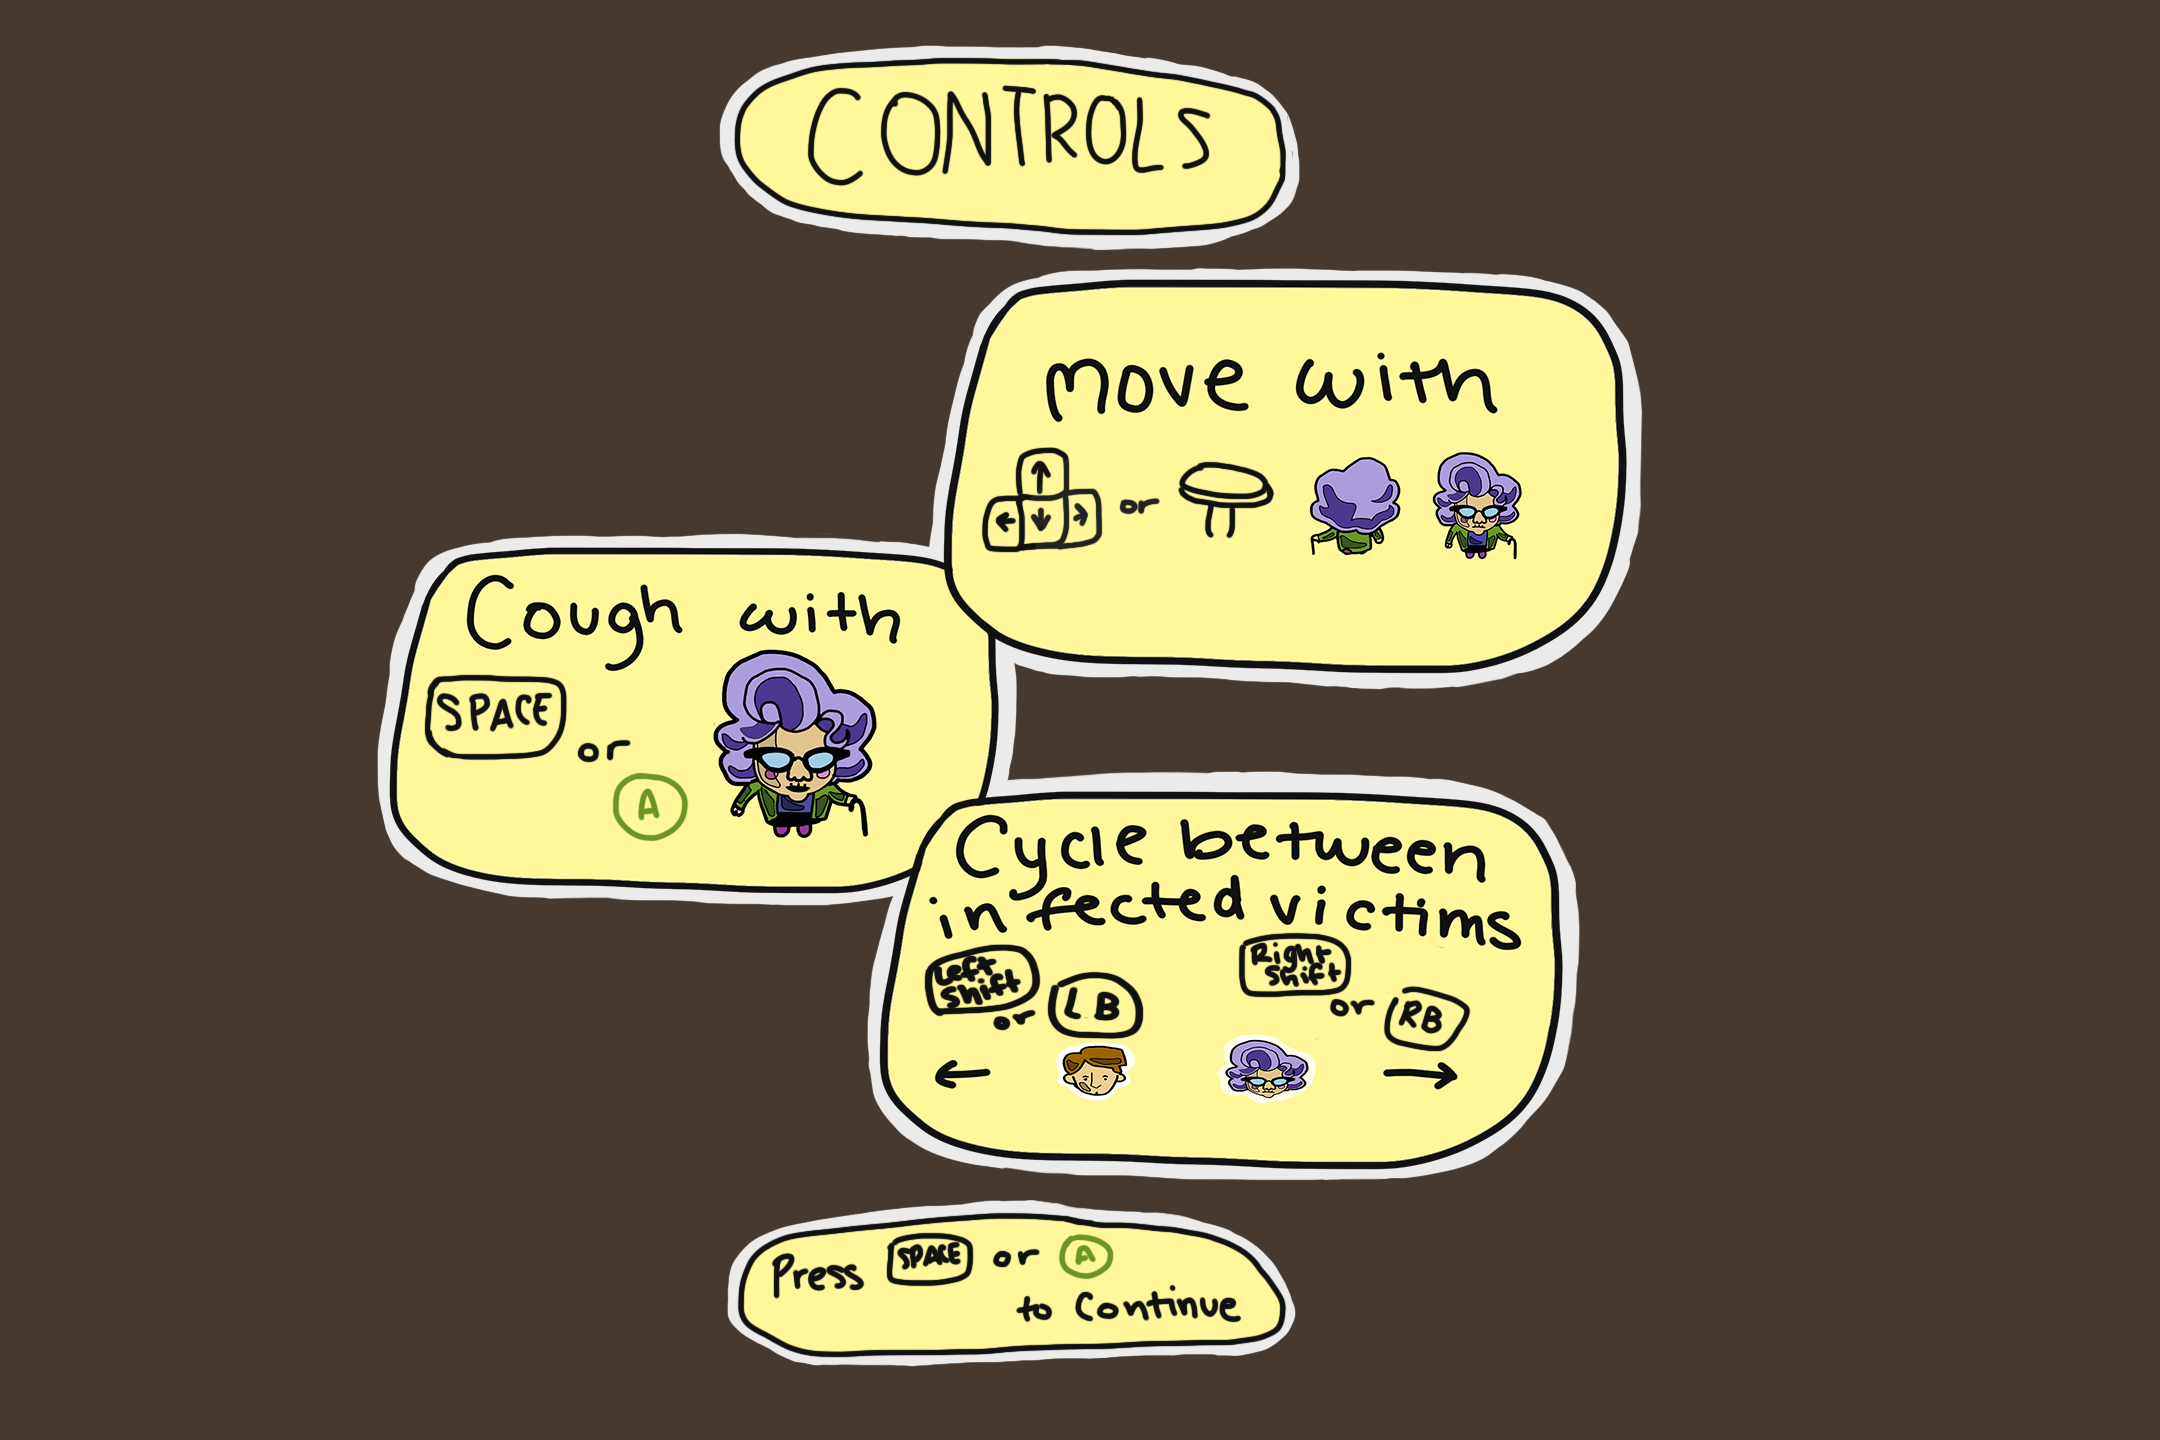 CONTROLS
move with
↑
← ↓ →
or
Cough with
SPACE
or
A
Cycle between
infected victims
Left
Shift
or
LB
Right
Shift
or
RB
← →
Press SPACE or A
to Continue